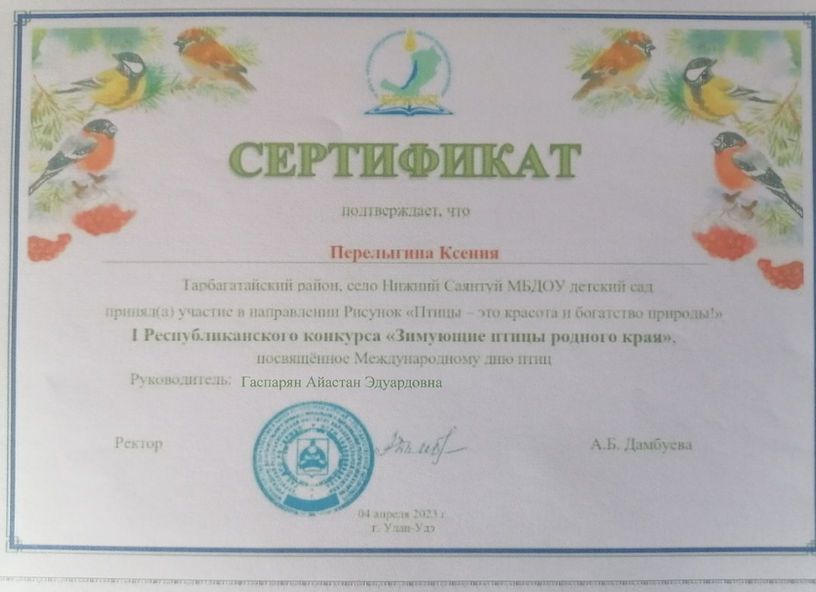 СЕРТИФИКАТ
подтверждает, что
Перелыгина Ксения
Тарбагатайский район, село Нижний Саянтуй МБДОУ детский сад
принял(а) участие в направлении Рисунок «Птицы – это красота и богатство природы!»
I Республиканского конкурса «Зимующие птицы родного края»,
посвящённое Международному дню птиц
Руководитель: Гаспарян Айастан Эдуардовна
Ректор А.Б. Дамбуева
04 апреля 2023 г
г. Улан-Удэ